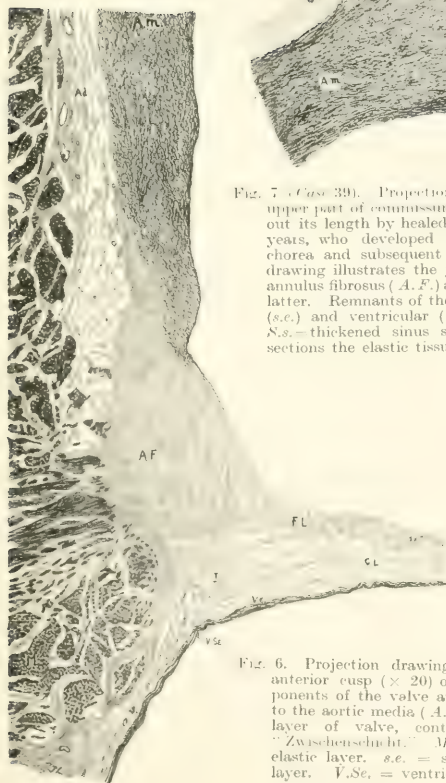 Am.
Ad
Am
Fig. 7 (Case 39). Projection
upper part of commissur
out its length by healed
years, who developed
chorea and subsequent
drawing illustrates the
annulus fibrosus (A.F.) a
latter. Remnants of the
(s.e.) and ventricular (
S.s. = thickened sinus s
sections the elastic tissu
A.F
F L
C L
I
V.e
V.Se
Fig. 6. Projection drawing
anterior cusp (× 20) o
ponents of the valve a
to the aortic media (A.
layer of valve, cont
"Zwischenschicht." M
elastic layer. s.e. = s
layer. V.Se. = ventri